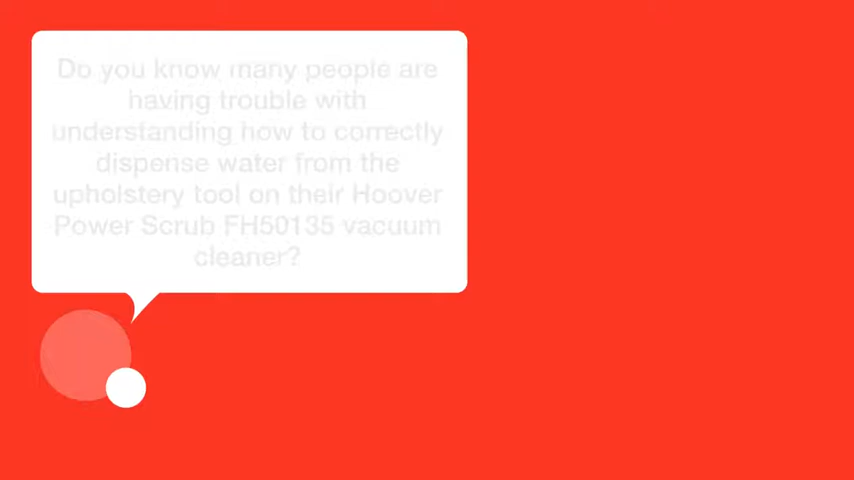 Do you know many people are
having trouble with
understanding how to correctly
dispense water from the
upholstery tool on their Hoover
Power Scrub FH50135 vacuum
cleaner?